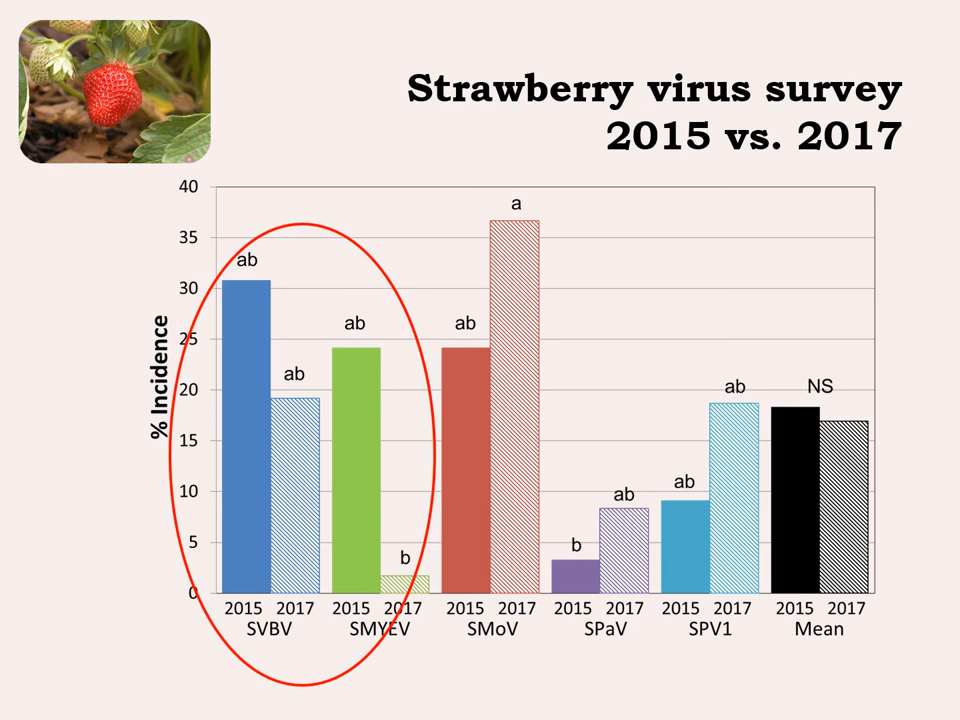 Strawberry virus survey
2015 vs. 2017
% Incidence
40
35
30
25
20
15
10
5
0
ab
ab
ab
b
ab
a
b
ab
ab
ab
NS
2015 2017 2015 2017 2015 2017 2015 2017 2015 2017 2015 2017
SVBV SMYEV SMoV SPaV SPV1 Mean